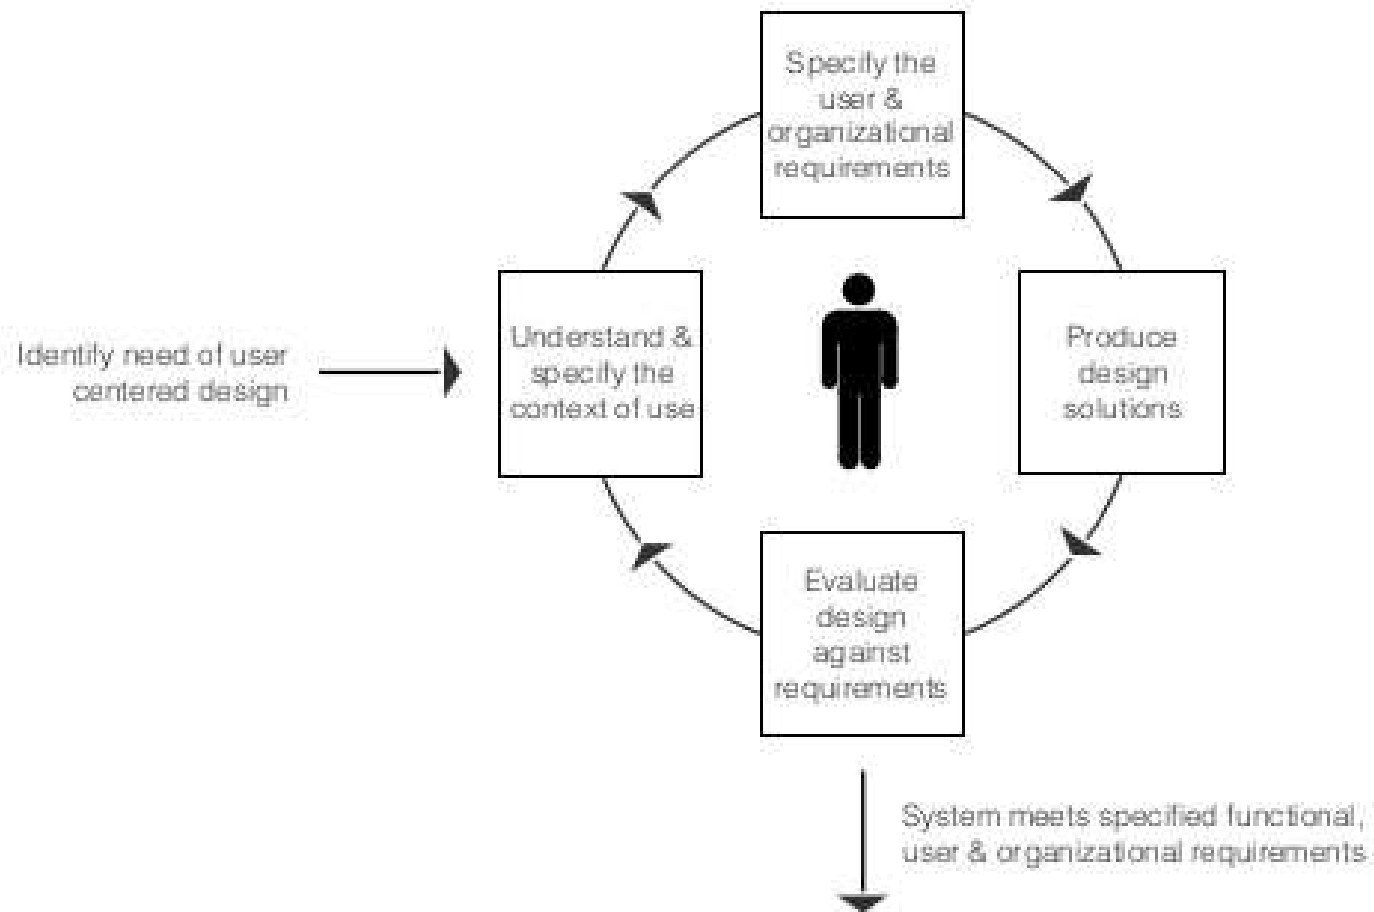 Specify the
user &
organizational
requirements
Identify need of user
centered design
Understand &
specify the
context of use
Produce
design
solutions
Evaluate
design
against
requirements
System meets specified functional,
user & organizational requirements